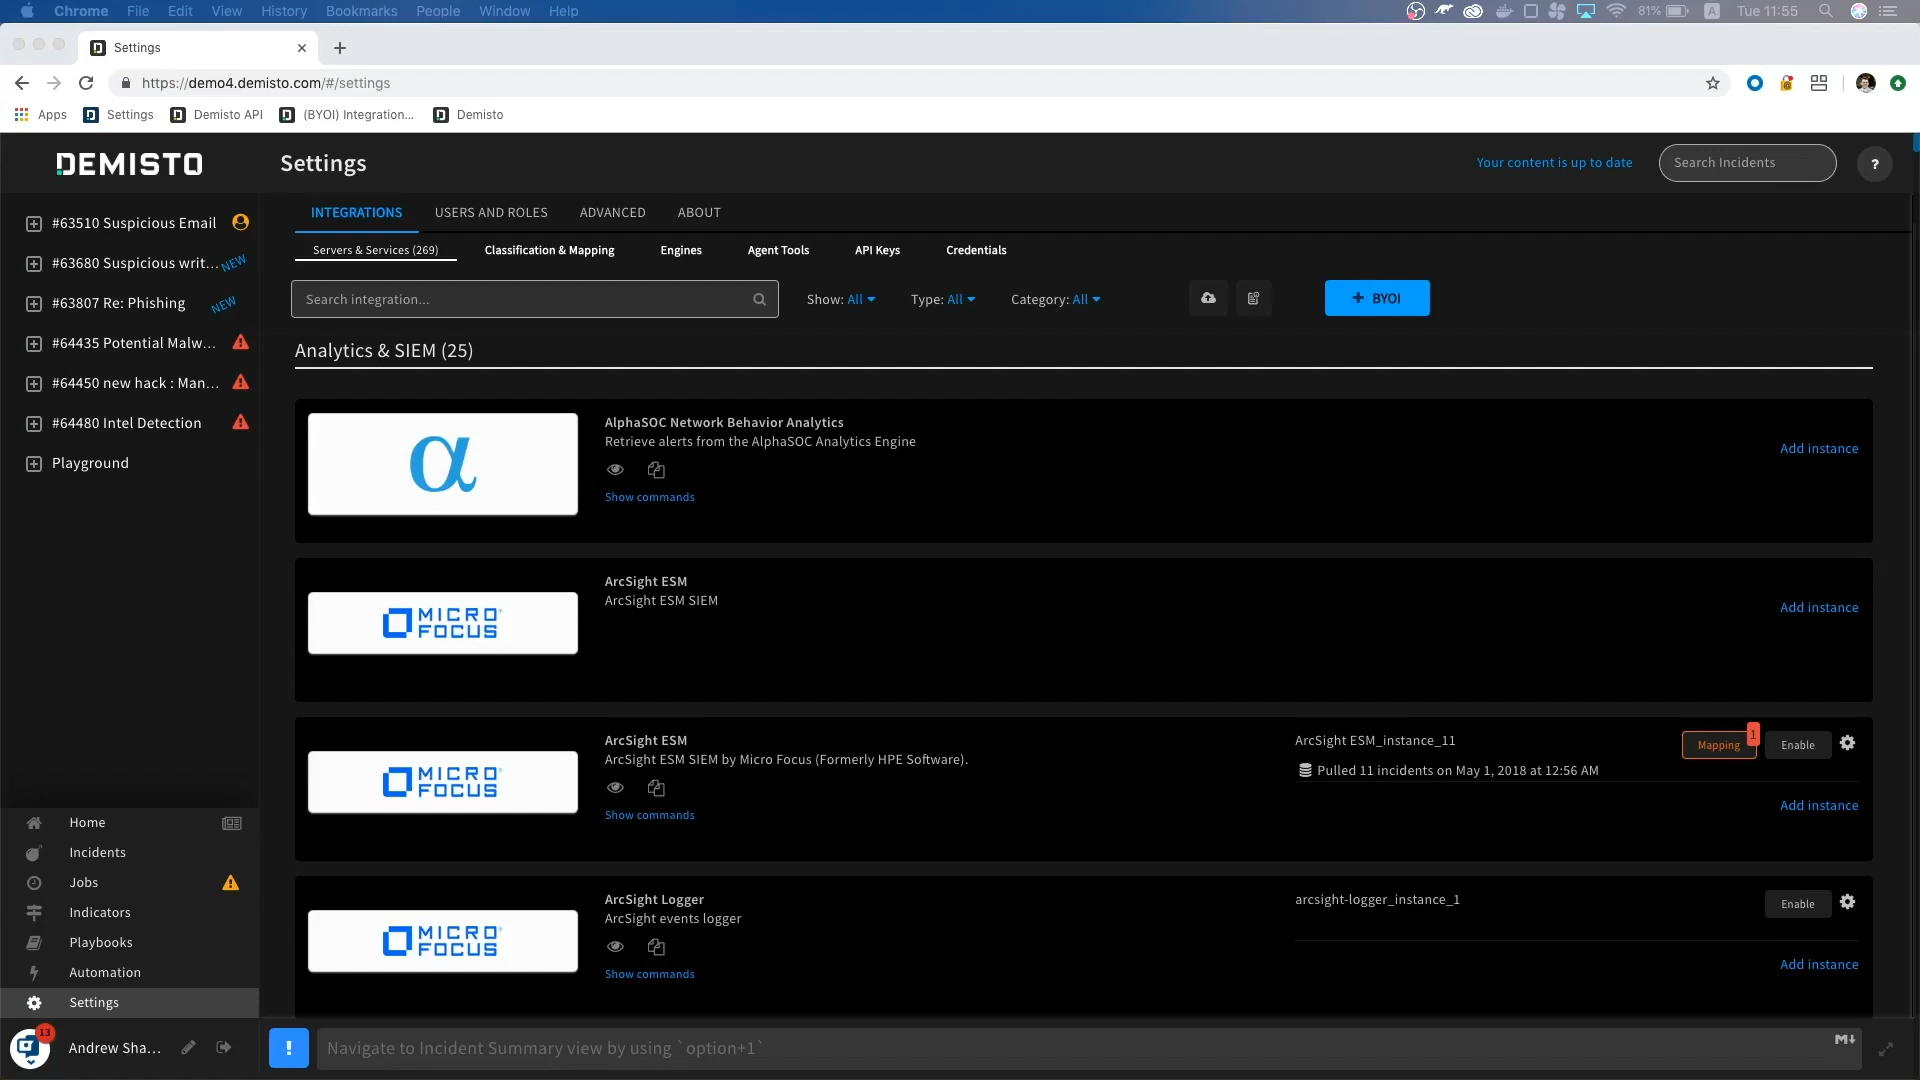 Chrome File Edit View History Bookmarks People Window Help 81% A Tue 11:55
Settings
https://demo4.demisto.com/#/settings
Apps Settings Demisto API (BYOI) Integration... Demisto
DEMISTO
Settings
Your content is up to date
Search Incidents
?
#63510 Suspicious Email
#63680 Suspicious writ... NEW
#63807 Re: Phishing NEW
#64435 Potential Malw...
#64450 new hack : Man...
#64480 Intel Detection
Playground
INTEGRATIONS USERS AND ROLES ADVANCED ABOUT
Servers & Services (269) Classification & Mapping Engines Agent Tools API Keys Credentials
Search integration... Show: All Type: All Category: All + BYOI
Analytics & SIEM (25)
α
AlphaSOC Network Behavior Analytics
Retrieve alerts from the AlphaSOC Analytics Engine
Show commands
Add instance
MICRO
FOCUS
ArcSight ESM
ArcSight ESM SIEM
Add instance
MICRO
FOCUS
ArcSight ESM
ArcSight ESM SIEM by Micro Focus (Formerly HPE Software).
Show commands
ArcSight ESM_instance_11
Mapping 1 Enable
Pulled 11 incidents on May 1, 2018 at 12:56 AM
Add instance
MICRO
FOCUS
ArcSight Logger
ArcSight events logger
Show commands
arcsight-logger_instance_1
Enable
Add instance
Home
Incidents
Jobs
Indicators
Playbooks
Automation
Settings
13
Andrew Sha...
! Navigate to Incident Summary view by using `option+1`
M↓